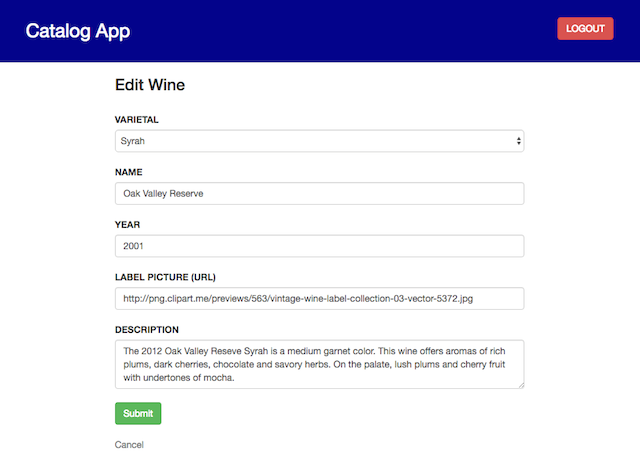 Catalog App
LOGOUT
Edit Wine
VARIETAL
Syrah
NAME
Oak Valley Reserve
YEAR
2001
LABEL PICTURE (URL)
http://png.clipart.me/previews/563/vintage-wine-label-collection-03-vector-5372.jpg
DESCRIPTION
The 2012 Oak Valley Reseve Syrah is a medium garnet color. This wine offers aromas of rich
plums, dark cherries, chocolate and savory herbs. On the palate, lush plums and cherry fruit
with undertones of mocha.
Submit
Cancel